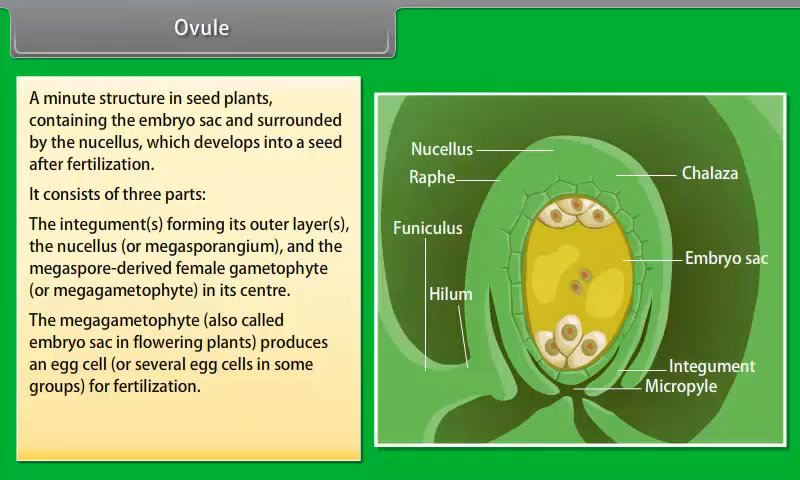 Ovule
A minute structure in seed plants,
containing the embryo sac and surrounded
by the nucellus, which develops into a seed
after fertilization.
It consists of three parts:
The integument(s) forming its outer layer(s),
the nucellus (or megasporangium), and the
megaspore-derived female gametophyte
(or megagametophyte) in its centre.
The megagametophyte (also called
embryo sac in flowering plants) produces
an egg cell (or several egg cells in some
groups) for fertilization.
Nucellus
Raphe
Chalaza
Funiculus
Embryo sac
Hilum
Integument
Micropyle